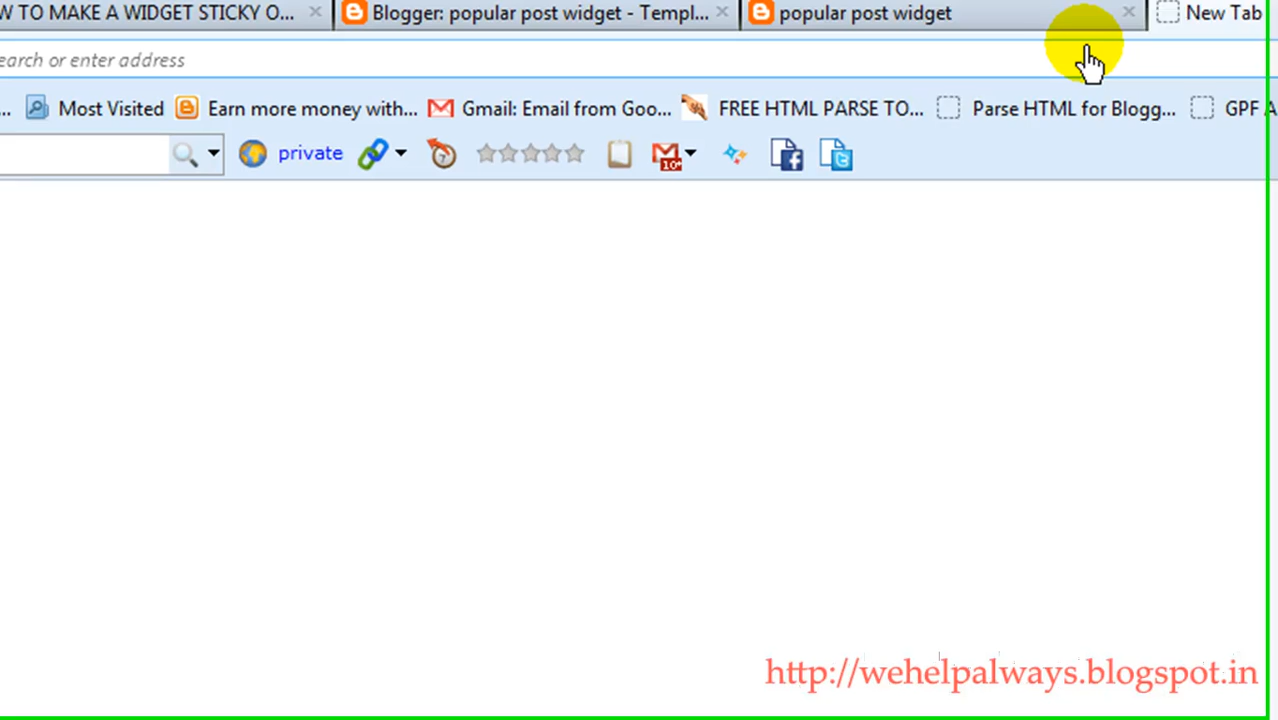 W TO MAKE A WIDGET STICKY O... Blogger: popular post widget - Templ... popular post widget New Tab
earch or enter address
... Most Visited Earn more money with... Gmail: Email from Goo... FREE HTML PARSE TO... Parse HTML for Blogg... GPF A
private 10+
http://wehelpalways.blogspot.in